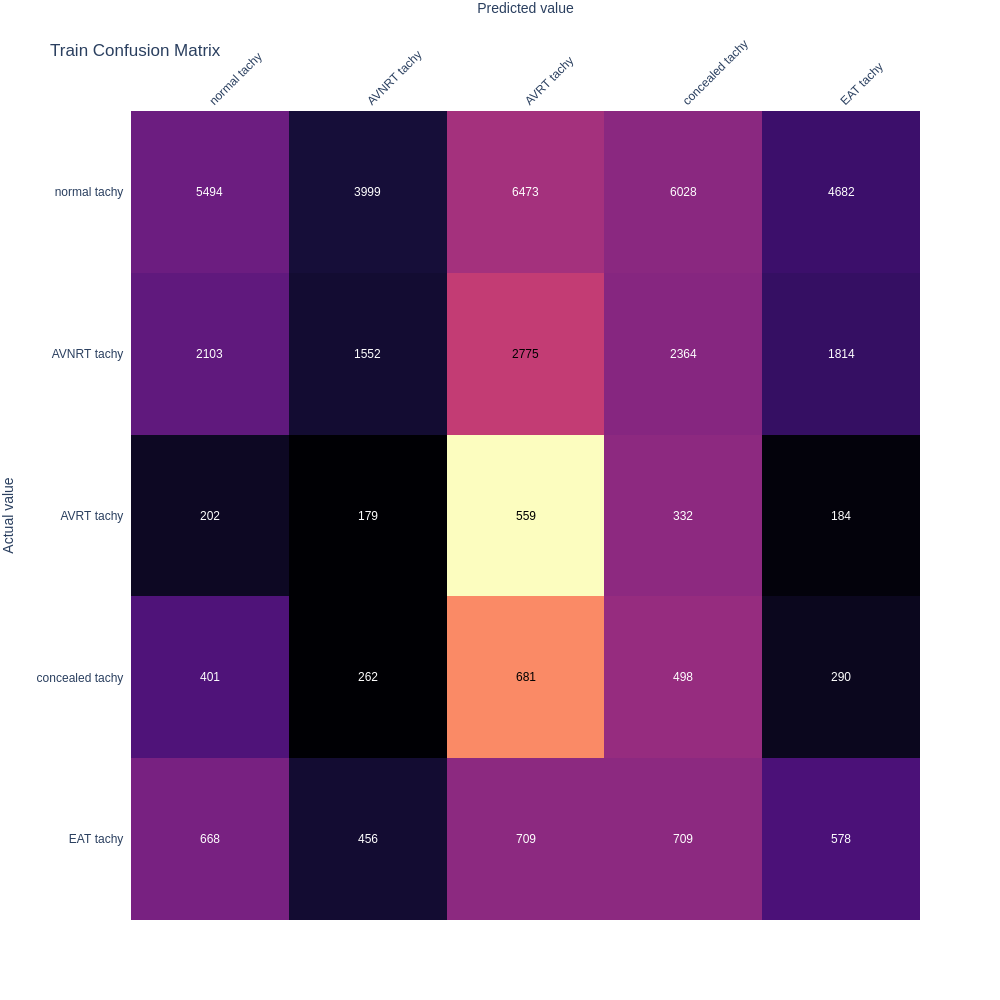 Predicted value
Train Confusion Matrix
normal tachy AVNRT tachy AVRT tachy concealed tachy EAT tachy
normal tachy 5494 3999 6473 6028 4682
AVNRT tachy 2103 1552 2775 2364 1814
Actual value
AVRT tachy 202 179 559 332 184
concealed tachy 401 262 681 498 290
EAT tachy 668 456 709 709 578